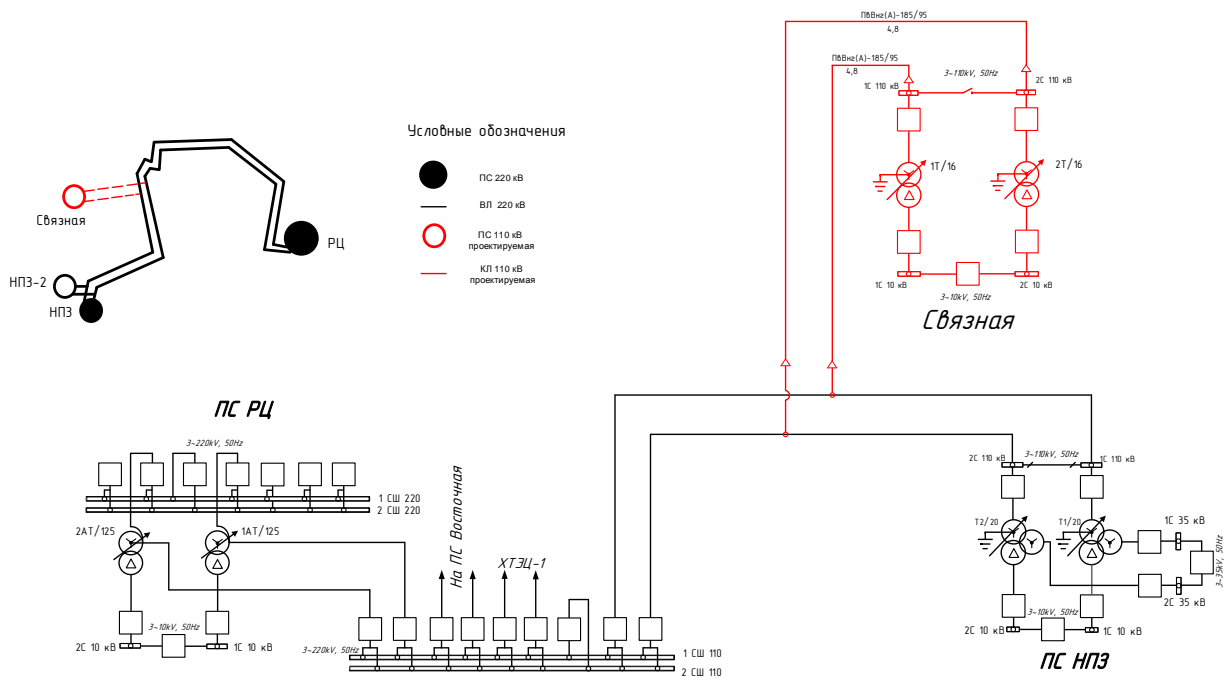 ПвВнг(А)-185/95
4,8
ПвВнг(А)-185/95
4,8
3~110kV, 50Hz
1С 110 кВ
2С 110 кВ
1Т/16
2Т/16
1С 10 кВ
2С 10 кВ
3~10kV, 50Hz
Связная
Условные обозначения
ПС 220 кВ
ВЛ 220 кВ
ПС 110 кВ
проектируемая
КЛ 110 кВ
проектируемая
Связная
РЦ
НПЗ-2
НПЗ
ПС РЦ
3~220kV, 50Hz
1 СШ 220
2 СШ 220
2АТ/125
1АТ/125
3~10kV, 50Hz
2С 10 кВ
1С 10 кВ
На ПС Восточная
ХТЭЦ-1
3~220kV, 50Hz
1 СШ 110
2 СШ 110
2С 110 кВ
3~110kV, 50Hz
1С 110 кВ
Т2/20
Т1/20
1С 35 кВ
3~35kV, 50Hz
2С 35 кВ
3~10kV, 50Hz
2С 10 кВ
1С 10 кВ
ПС НПЗ